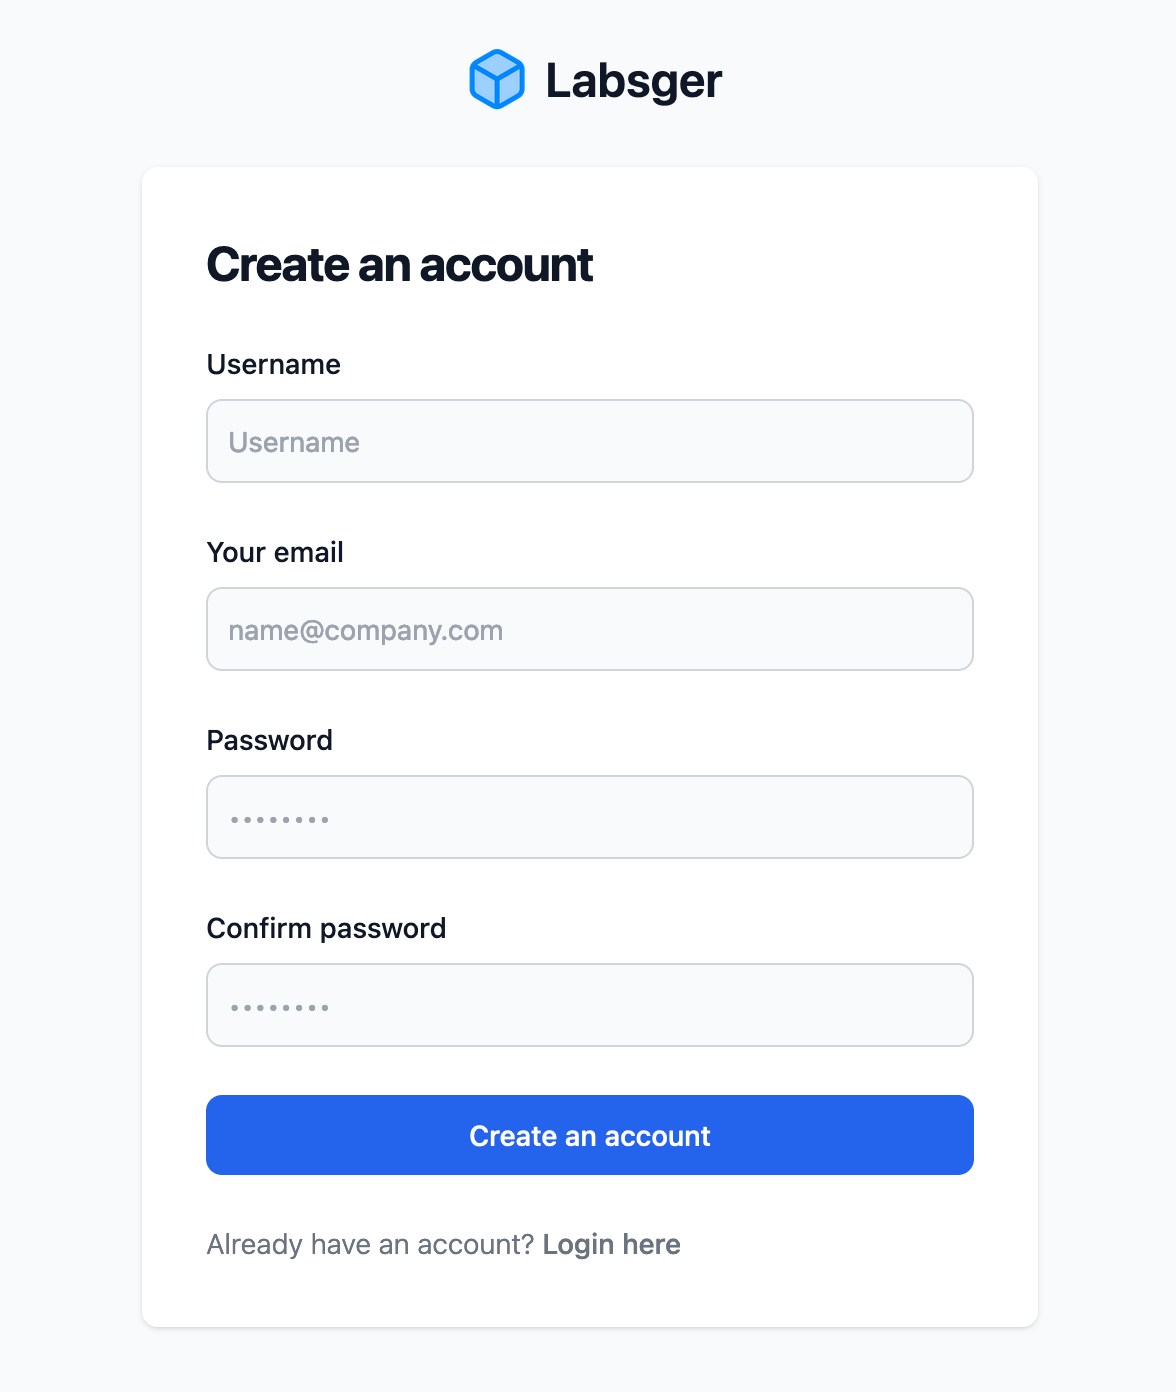 Labsger
Create an account
Username
Username
Your email
name@company.com
Password
••••••••
Confirm password
••••••••
Create an account
Already have an account? Login here